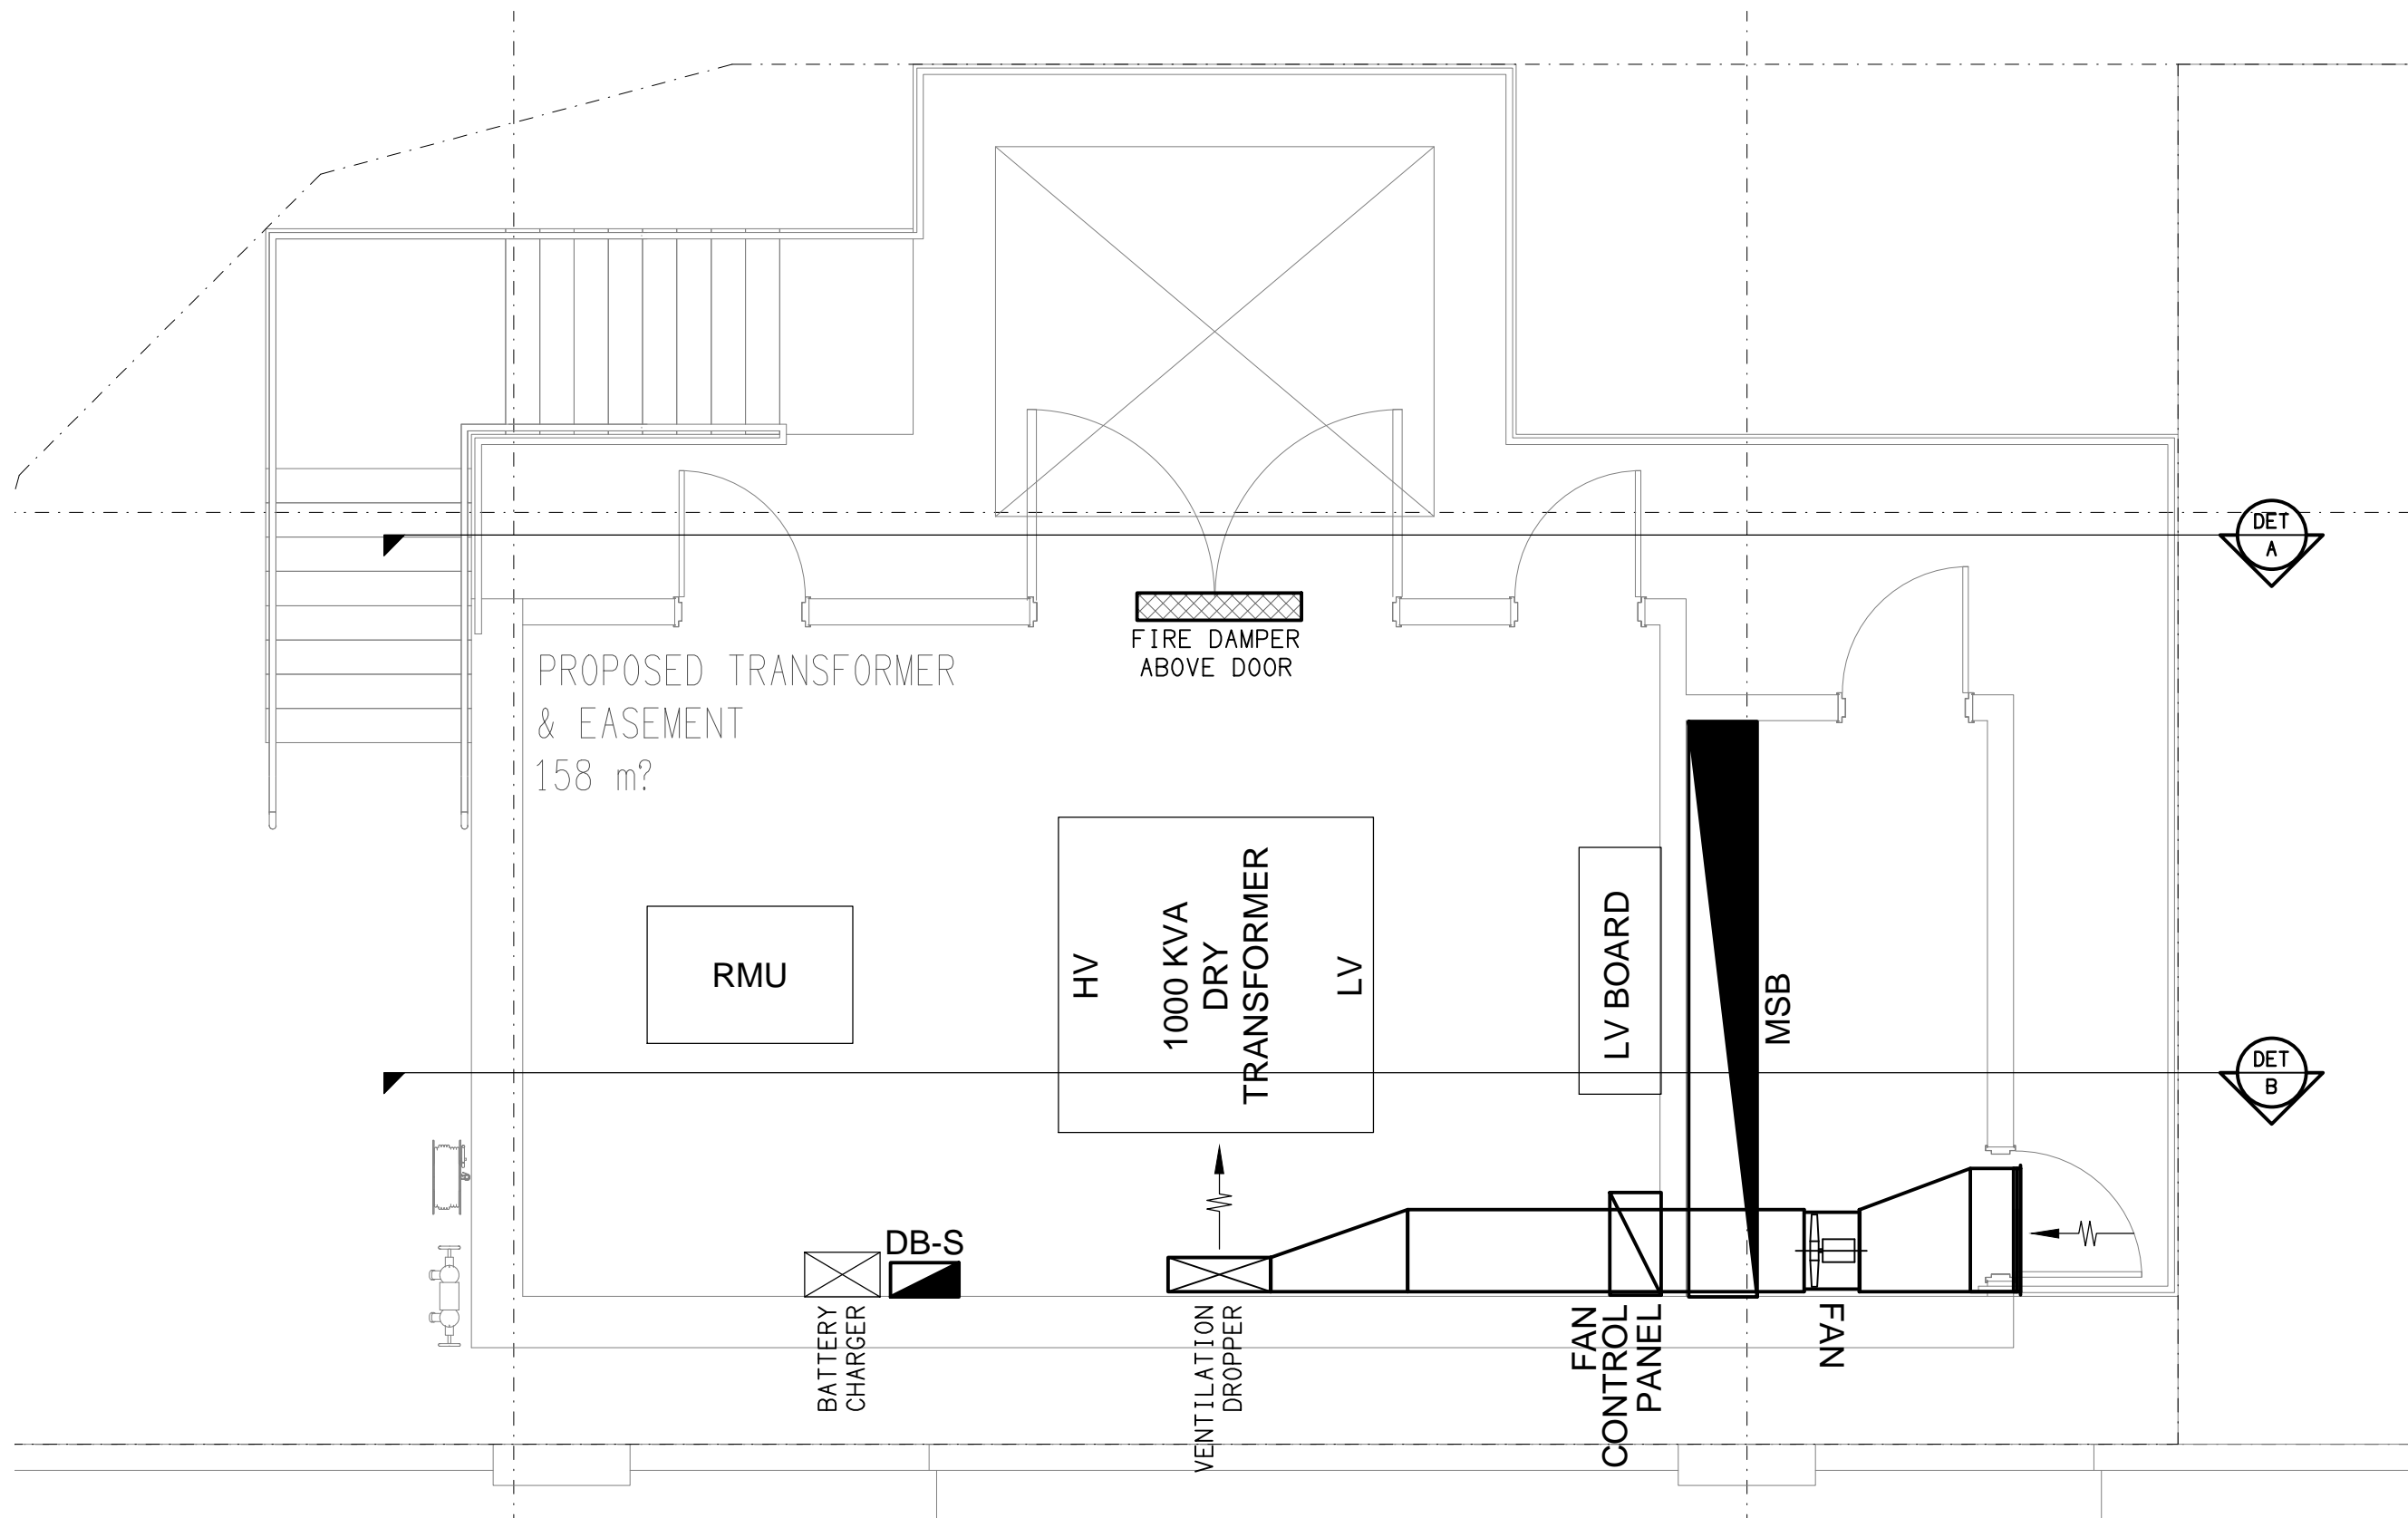 DET
A
FIRE DAMPER
ABOVE DOOR
PROPOSED TRANSFORMER
& EASEMENT
158 m?
RMU
HV
1000 KVA
DRY
TRANSFORMER
LV
LV BOARD
MSB
DET
B
DB-S
BATTERY
CHARGER
VENTILATION
DROPPER
FAN
CONTROL
PANEL
FAN